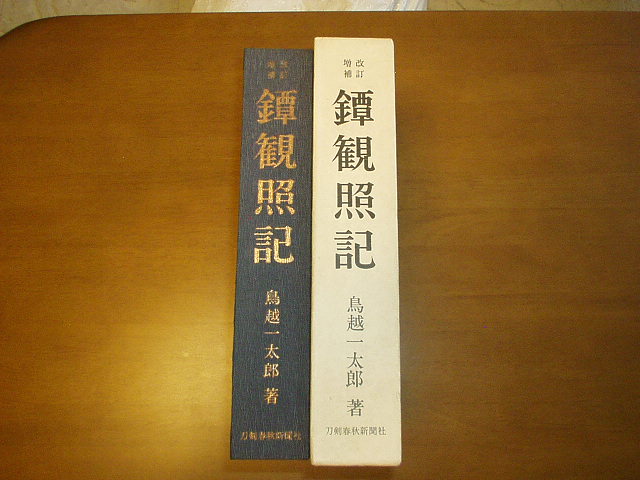 改訂
増補
鐔観照記
鳥越一太郎 著
刀剣春秋新聞社
改訂
増補
鐔観照記
鳥越一太郎 著
刀剣春秋新聞社